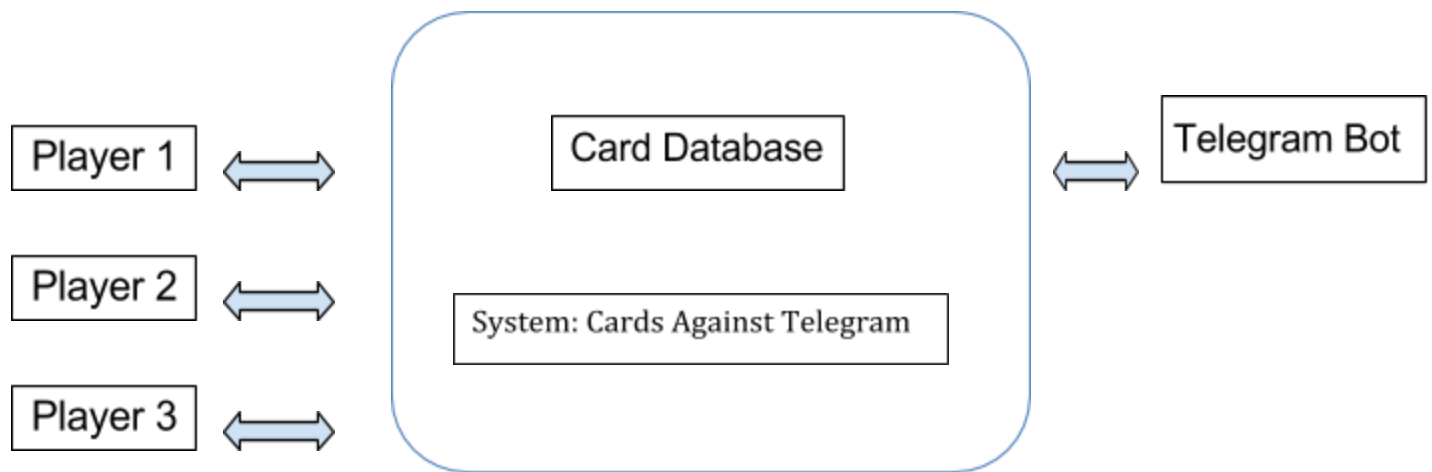 Player 1
Card Database
Telegram Bot
Player 2
System: Cards Against Telegram
Player 3